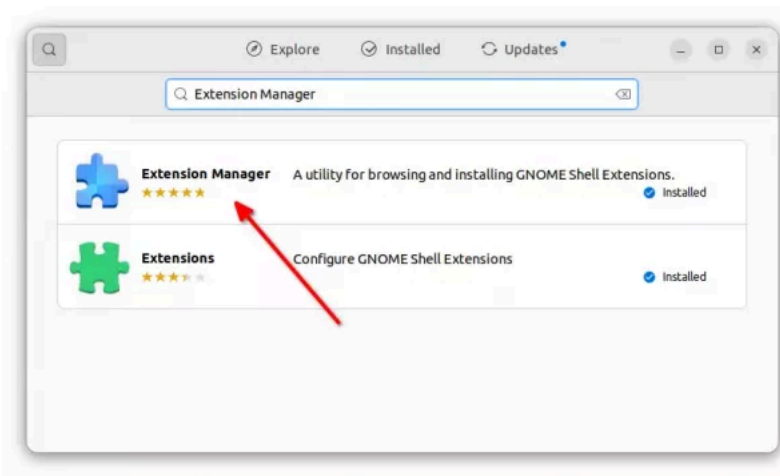 Explore Installed Updates
Extension Manager
Extension Manager A utility for browsing and installing GNOME Shell Extensions.
Installed
Extensions Configure GNOME Shell Extensions
Installed